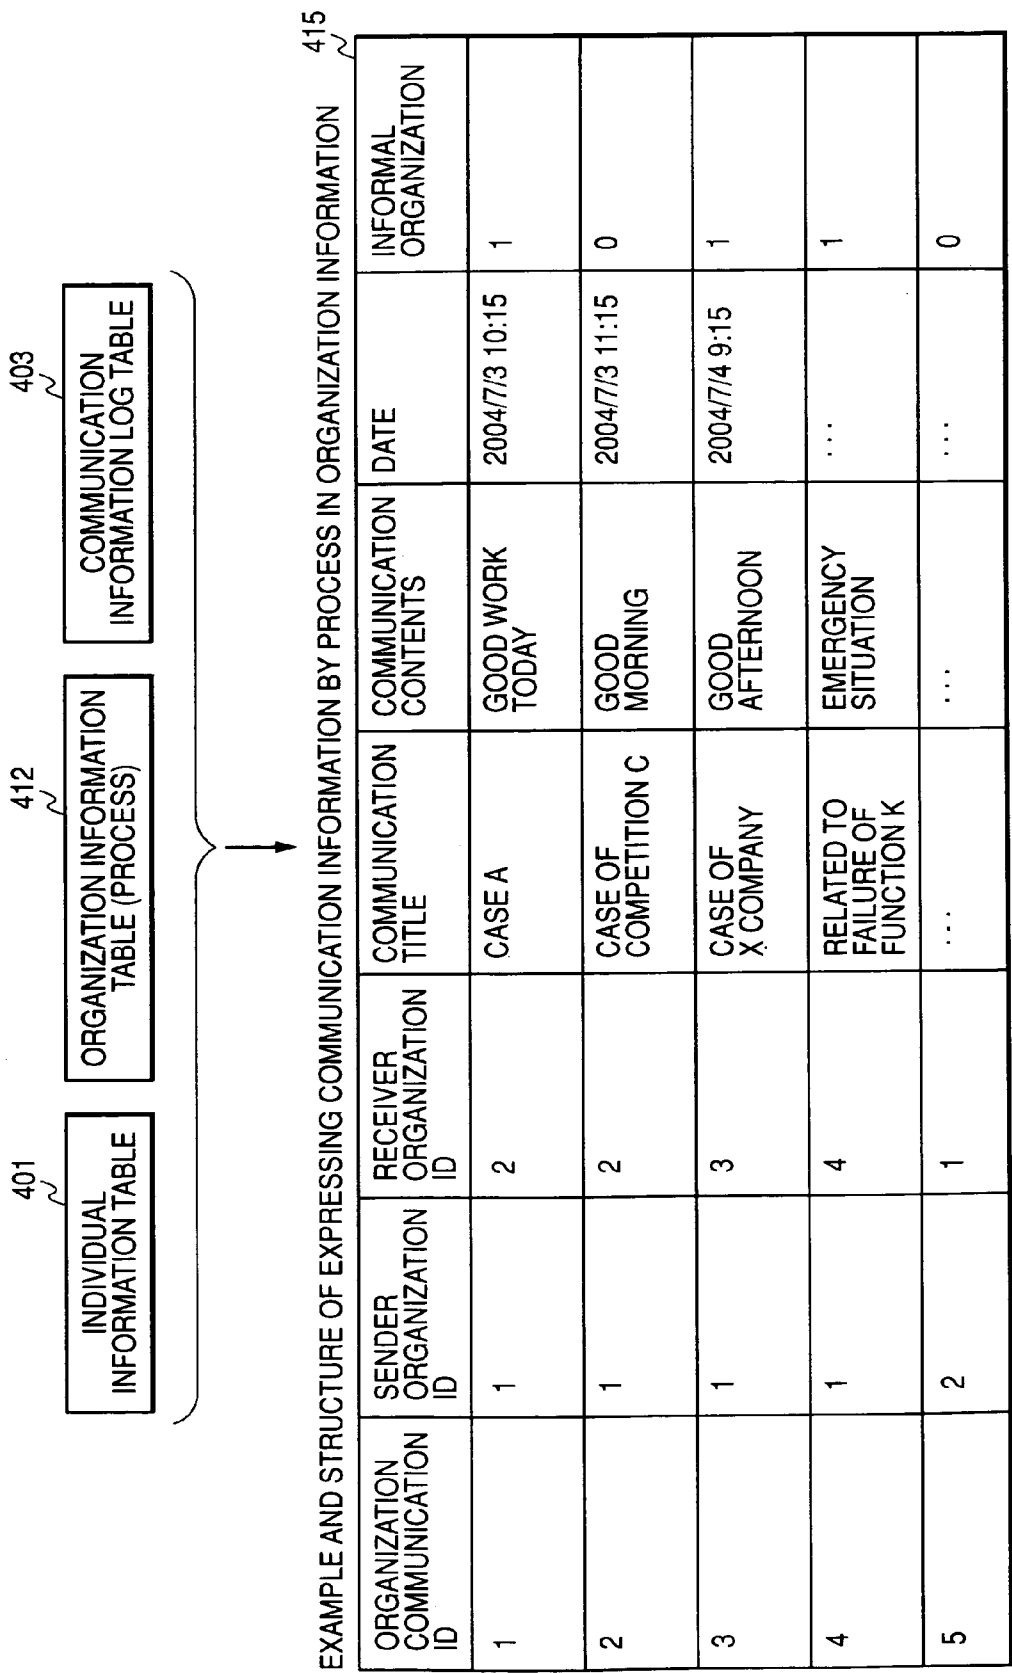 401
INDIVIDUAL
INFORMATION TABLE
412
ORGANIZATION INFORMATION
TABLE (PROCESS)
403
COMMUNICATION
INFORMATION LOG TABLE
EXAMPLE AND STRUCTURE OF EXPRESSING COMMUNICATION INFORMATION BY PROCESS IN ORGANIZATION INFORMATION
415
ORGANIZATION
COMMUNICATION
ID
SENDER
ORGANIZATION
ID
RECEIVER
ORGANIZATION
ID
COMMUNICATION
TITLE
COMMUNICATION
CONTENTS
DATE
INFORMAL
ORGANIZATION
1
1
2
CASE A
GOOD WORK
TODAY
2004/7/3 10:15
1
2
1
2
CASE OF
COMPETITION C
GOOD
MORNING
2004/7/3 11:15
0
3
1
3
CASE OF
X COMPANY
GOOD
AFTERNOON
2004/7/4 9:15
1
4
1
4
RELATED TO
FAILURE OF
FUNCTION K
EMERGENCY
SITUATION
...
1
5
2
1
...
...
...
0